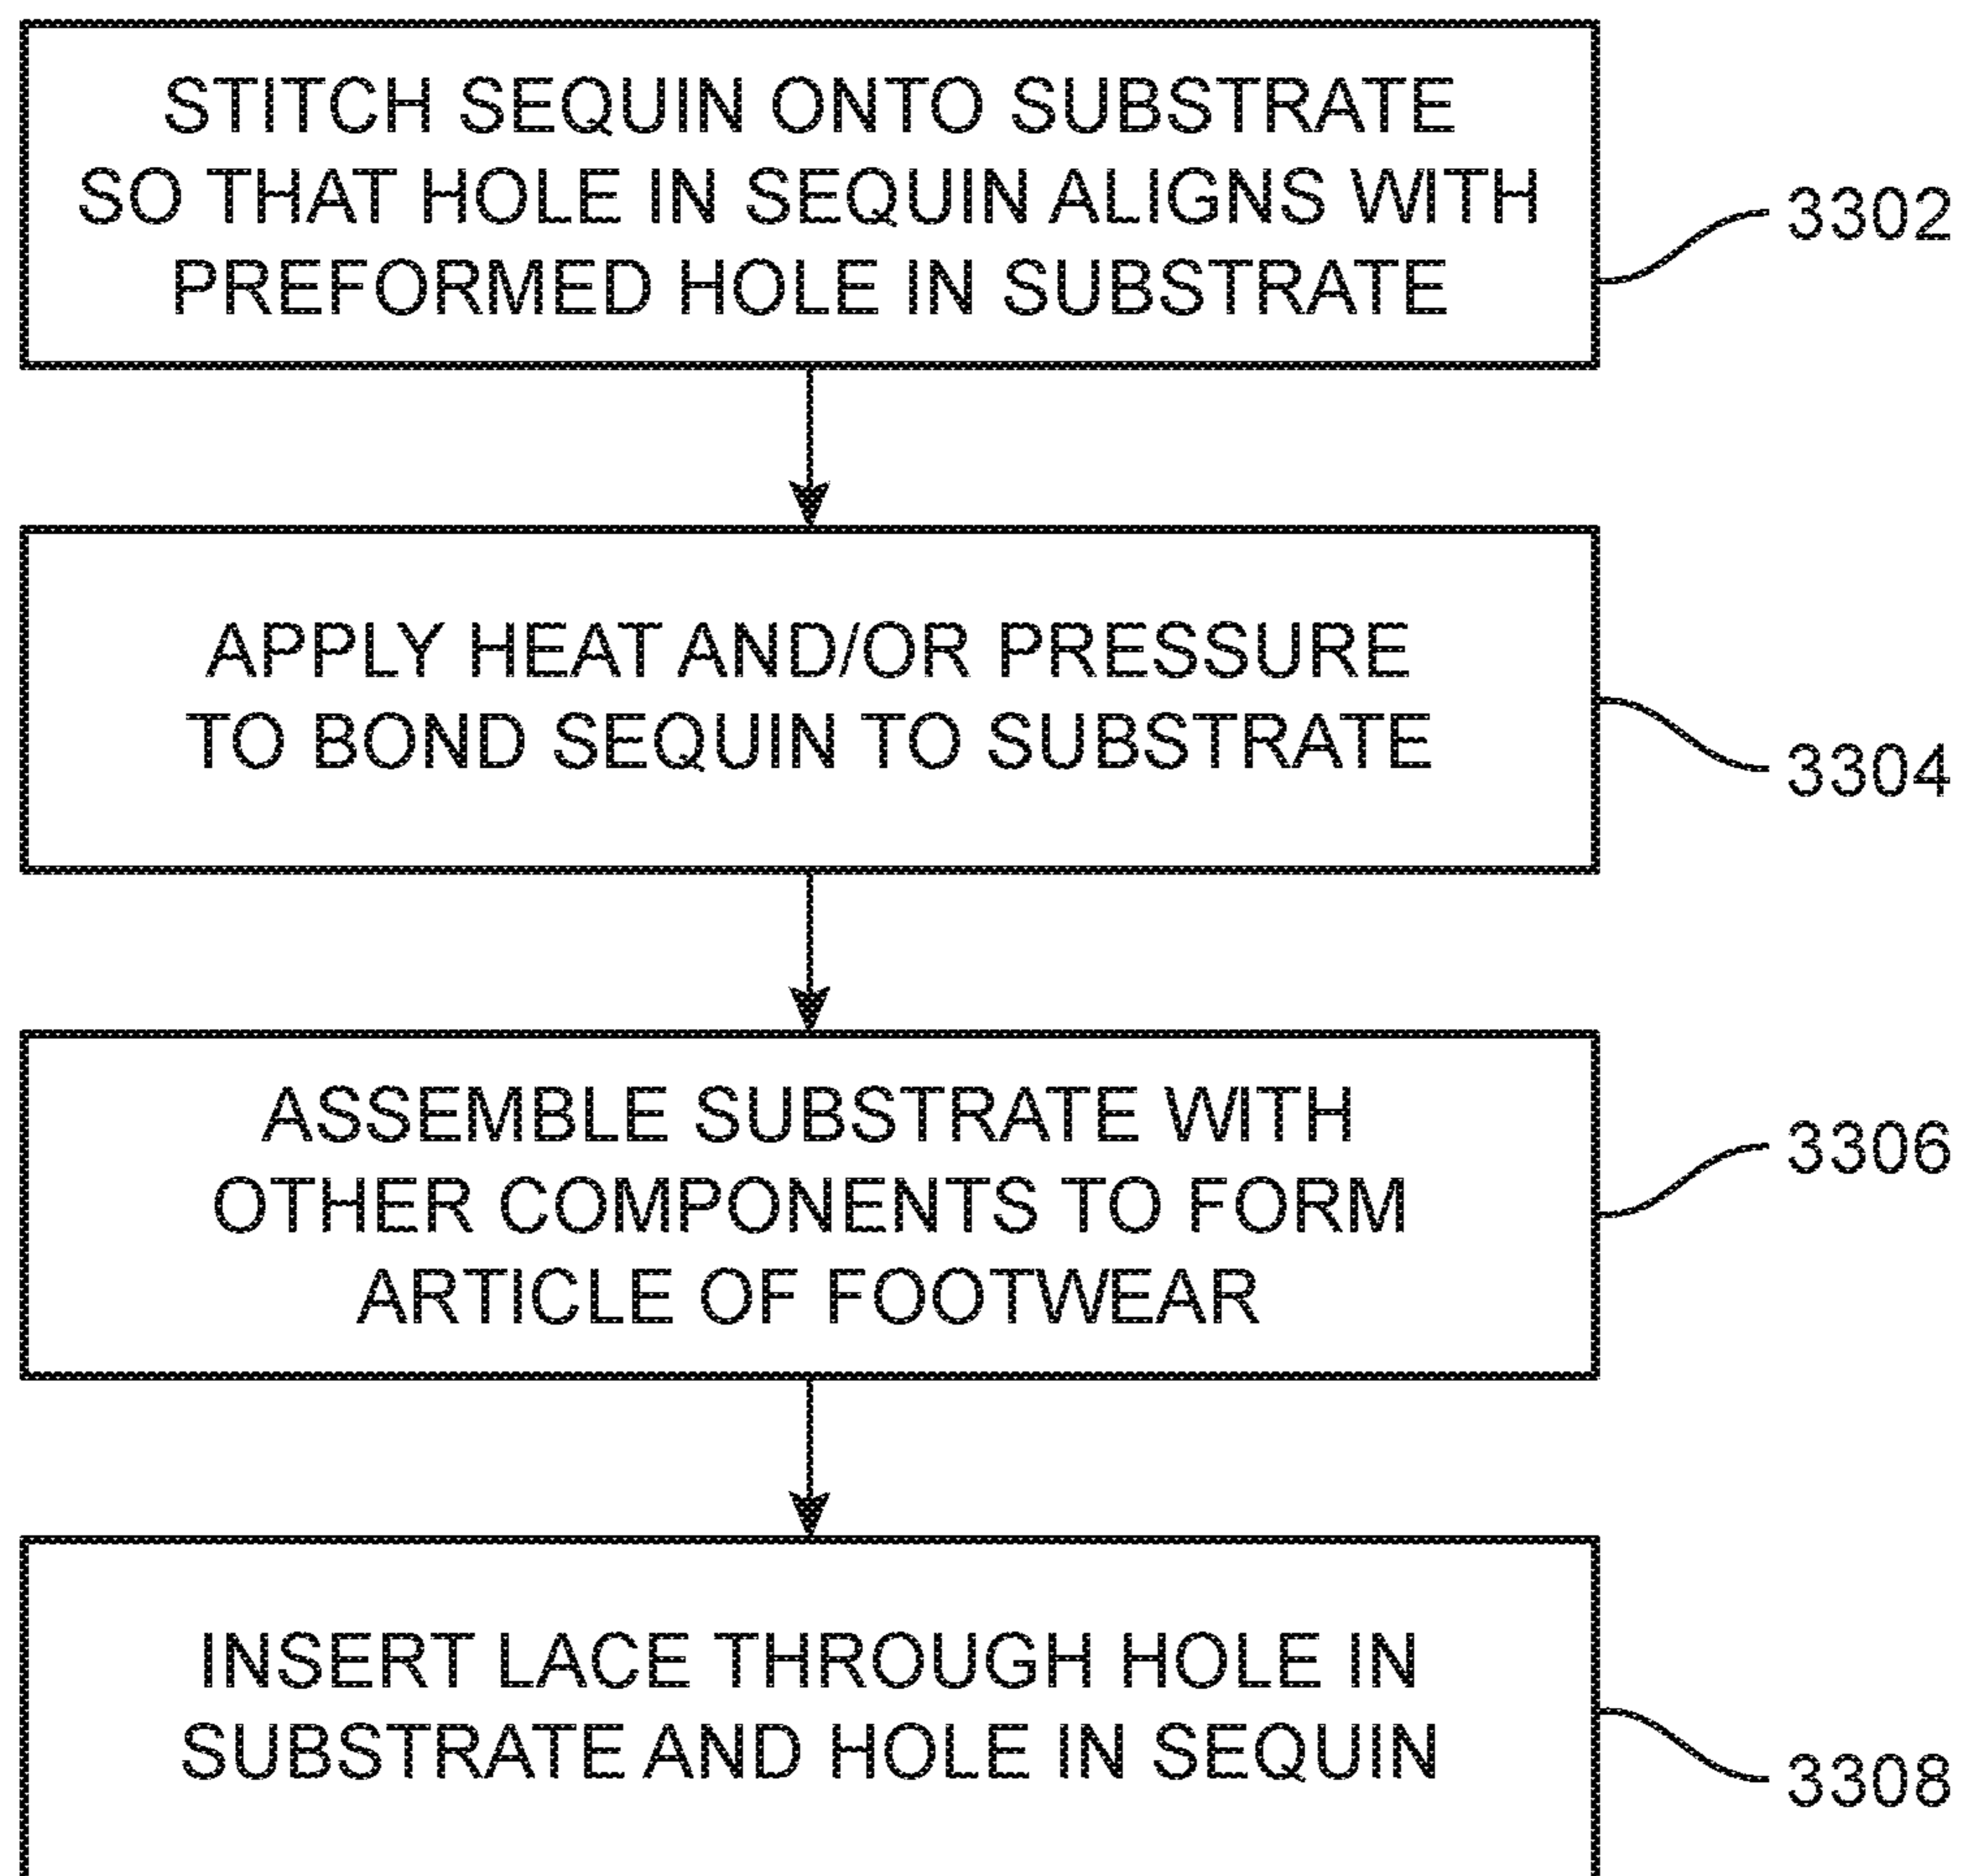 STITCH SEQUIN ONTO SUBSTRATE
SO THAT HOLE IN SEQUIN ALIGNS WITH
PREFORMED HOLE IN SUBSTRATE
3302
APPLY HEAT AND/OR PRESSURE
TO BOND SEQUIN TO SUBSTRATE
3304
ASSEMBLE SUBSTRATE WITH
OTHER COMPONENTS TO FORM
ARTICLE OF FOOTWEAR
3306
INSERT LACE THROUGH HOLE IN
SUBSTRATE AND HOLE IN SEQUIN
3308